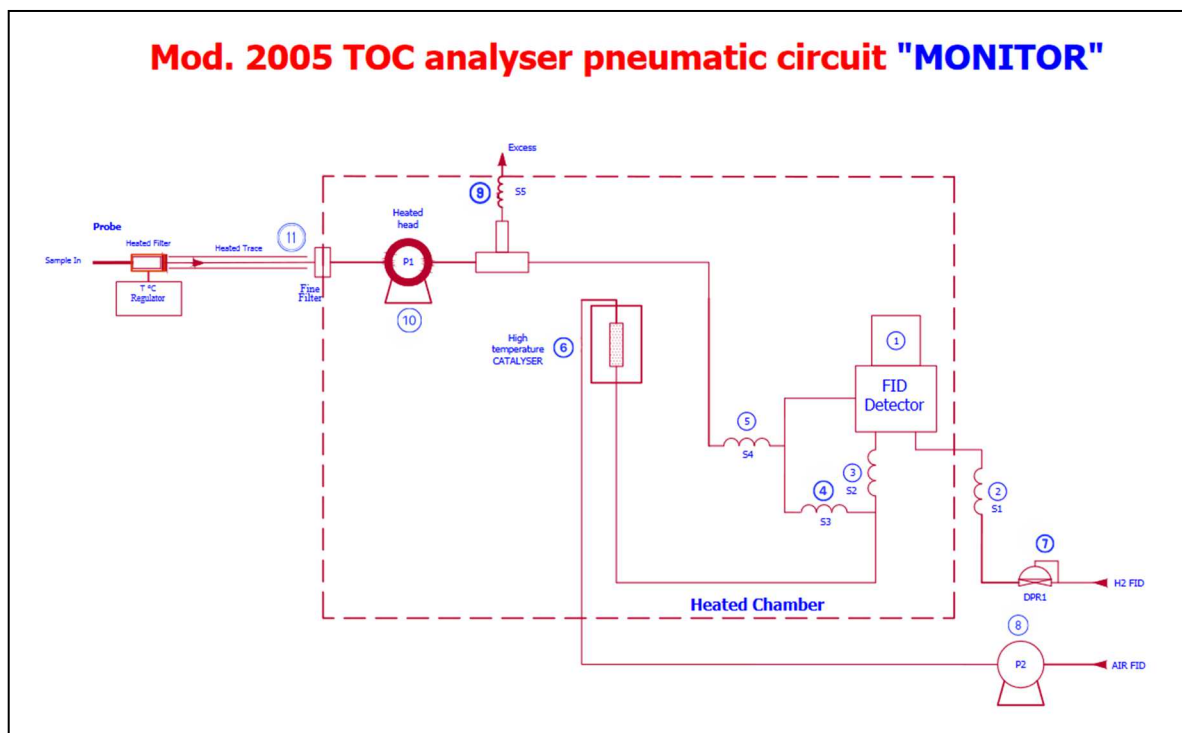 Mod. 2005 TOC analyser pneumatic circuit "MONITOR"
Excess
9
S5
Heated
head
Probe
11
Heated Filter
Heated Trace
Sample In
P1
T °C
Regulator
Fine
Filter
10
High
temperature
CATALYSER
6
1
FID
Detector
5
S4
3
S2
4
S3
2
S1
7
H2 FID
DPR1
Heated Chamber
8
P2
AIR FID